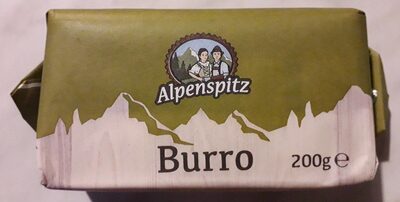 Alpenspitz
Burro
200g ℮